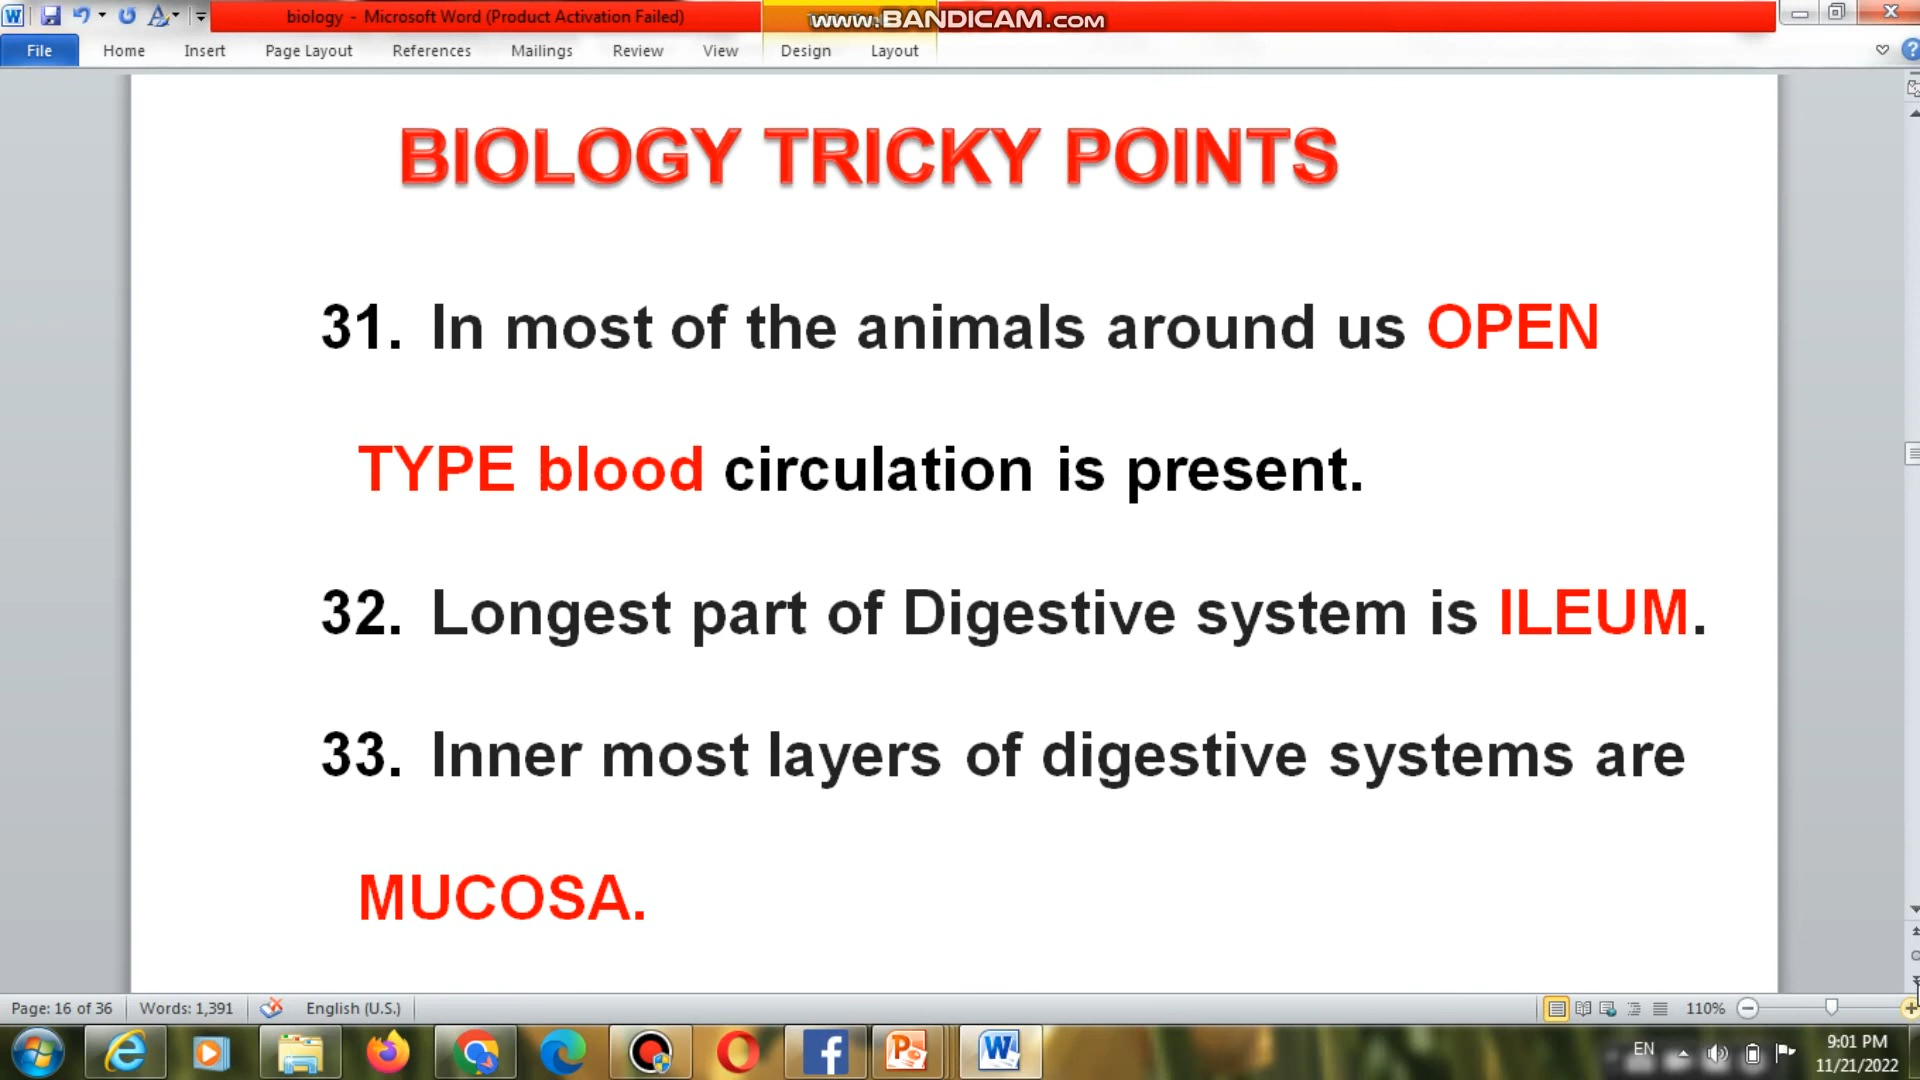 biology - Microsoft Word (Product Activation Failed)
www.BANDICAM.com
File Home Insert Page Layout References Mailings Review View Design Layout
BIOLOGY TRICKY POINTS
31. In most of the animals around us OPEN
TYPE blood circulation is present.
32. Longest part of Digestive system is ILEUM.
33. Inner most layers of digestive systems are
MUCOSA.
Page: 16 of 36 Words: 1,391 English (U.S.) 110%
EN 9:01 PM
11/21/2022